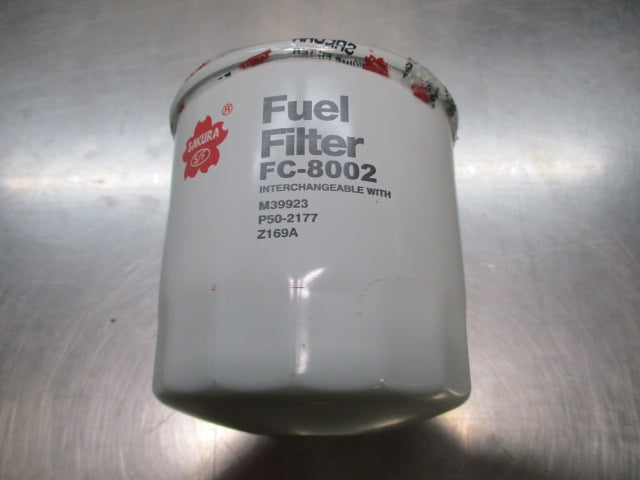 SAKURA
S/F
®
Fuel
Filter
FC-8002
INTERCHANGEABLE WITH
M39923
P50-2177
Z169A